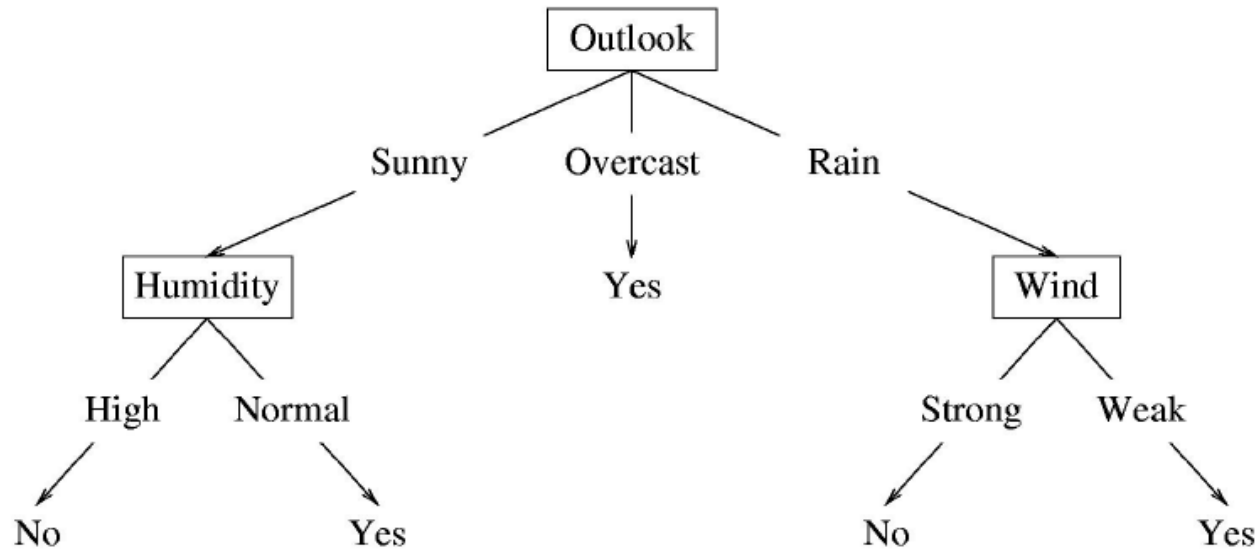 Outlook
Sunny Overcast Rain
Humidity Yes Wind
High Normal Strong Weak
No Yes No Yes